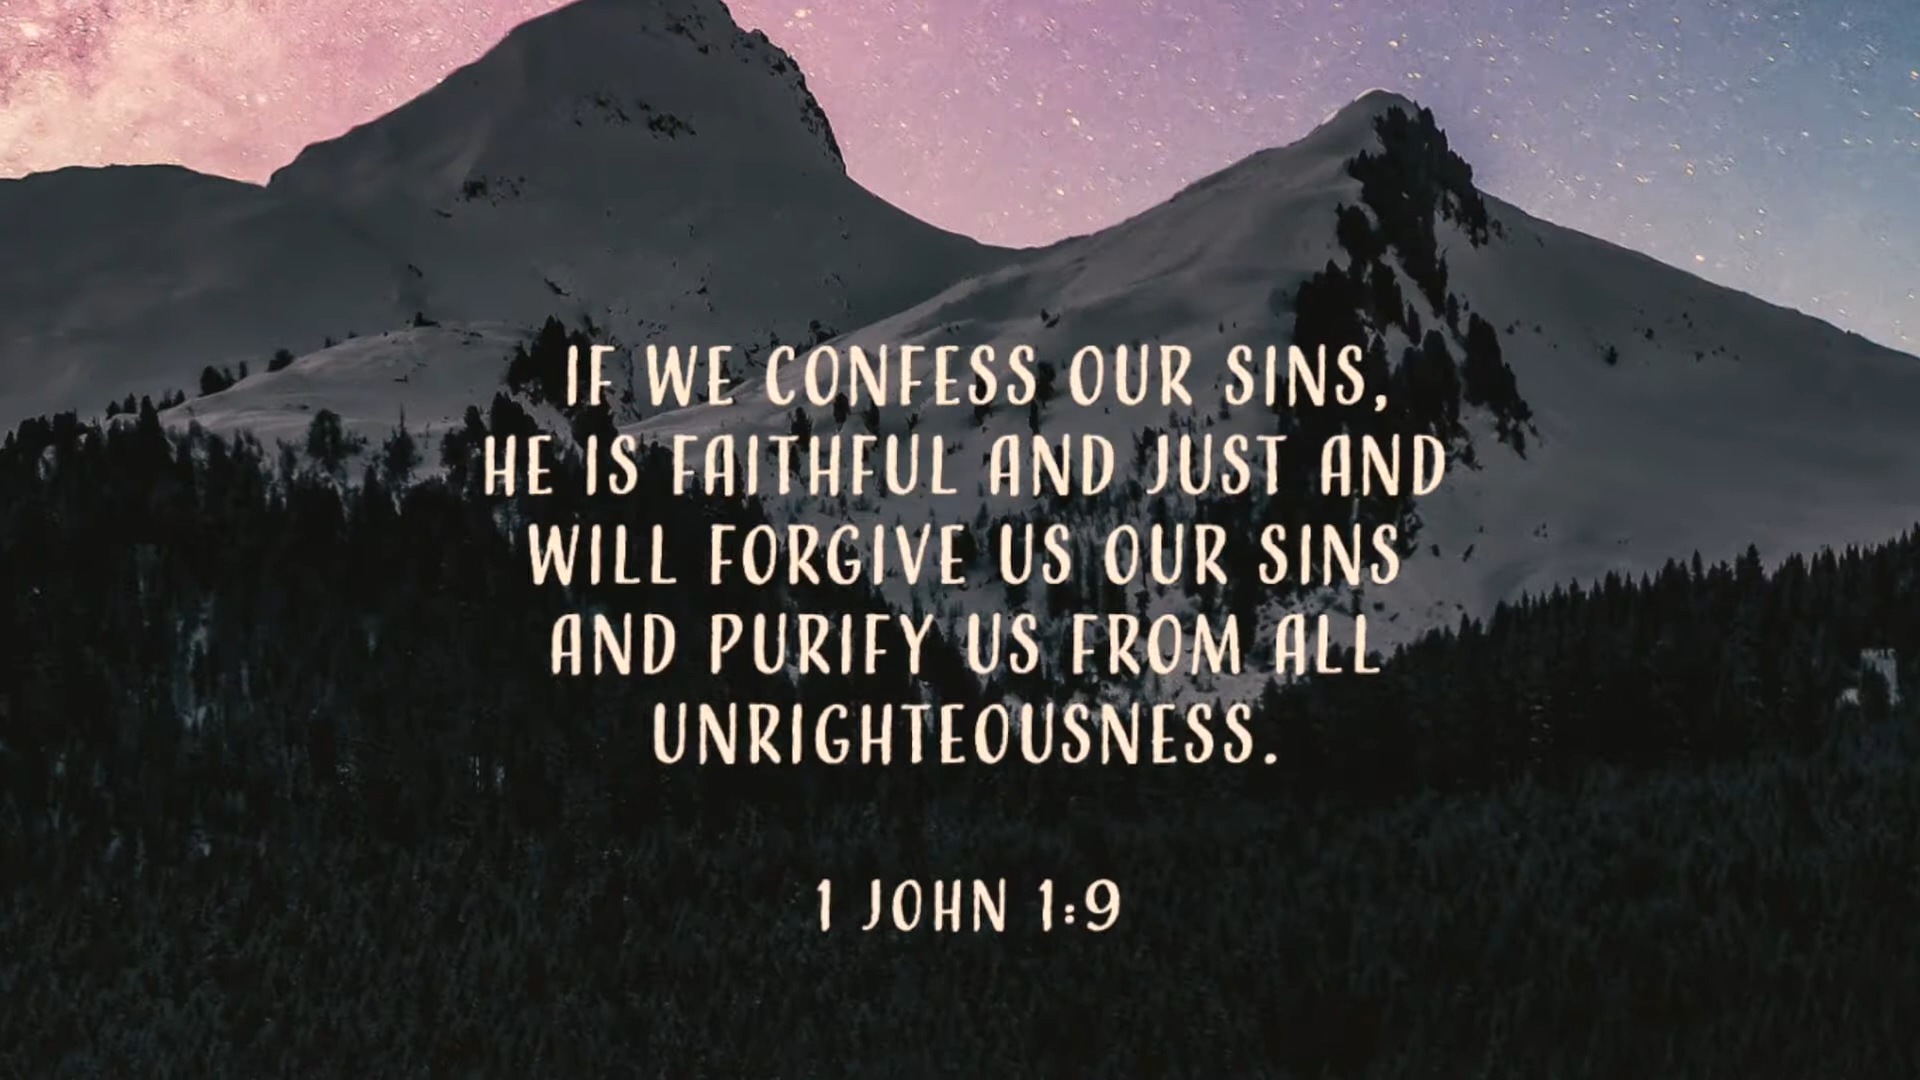 IF WE CONFESS OUR SINS,
HE IS FAITHFUL AND JUST AND
WILL FORGIVE US OUR SINS
AND PURIFY US FROM ALL
UNRIGHTEOUSNESS.
1 JOHN 1:9